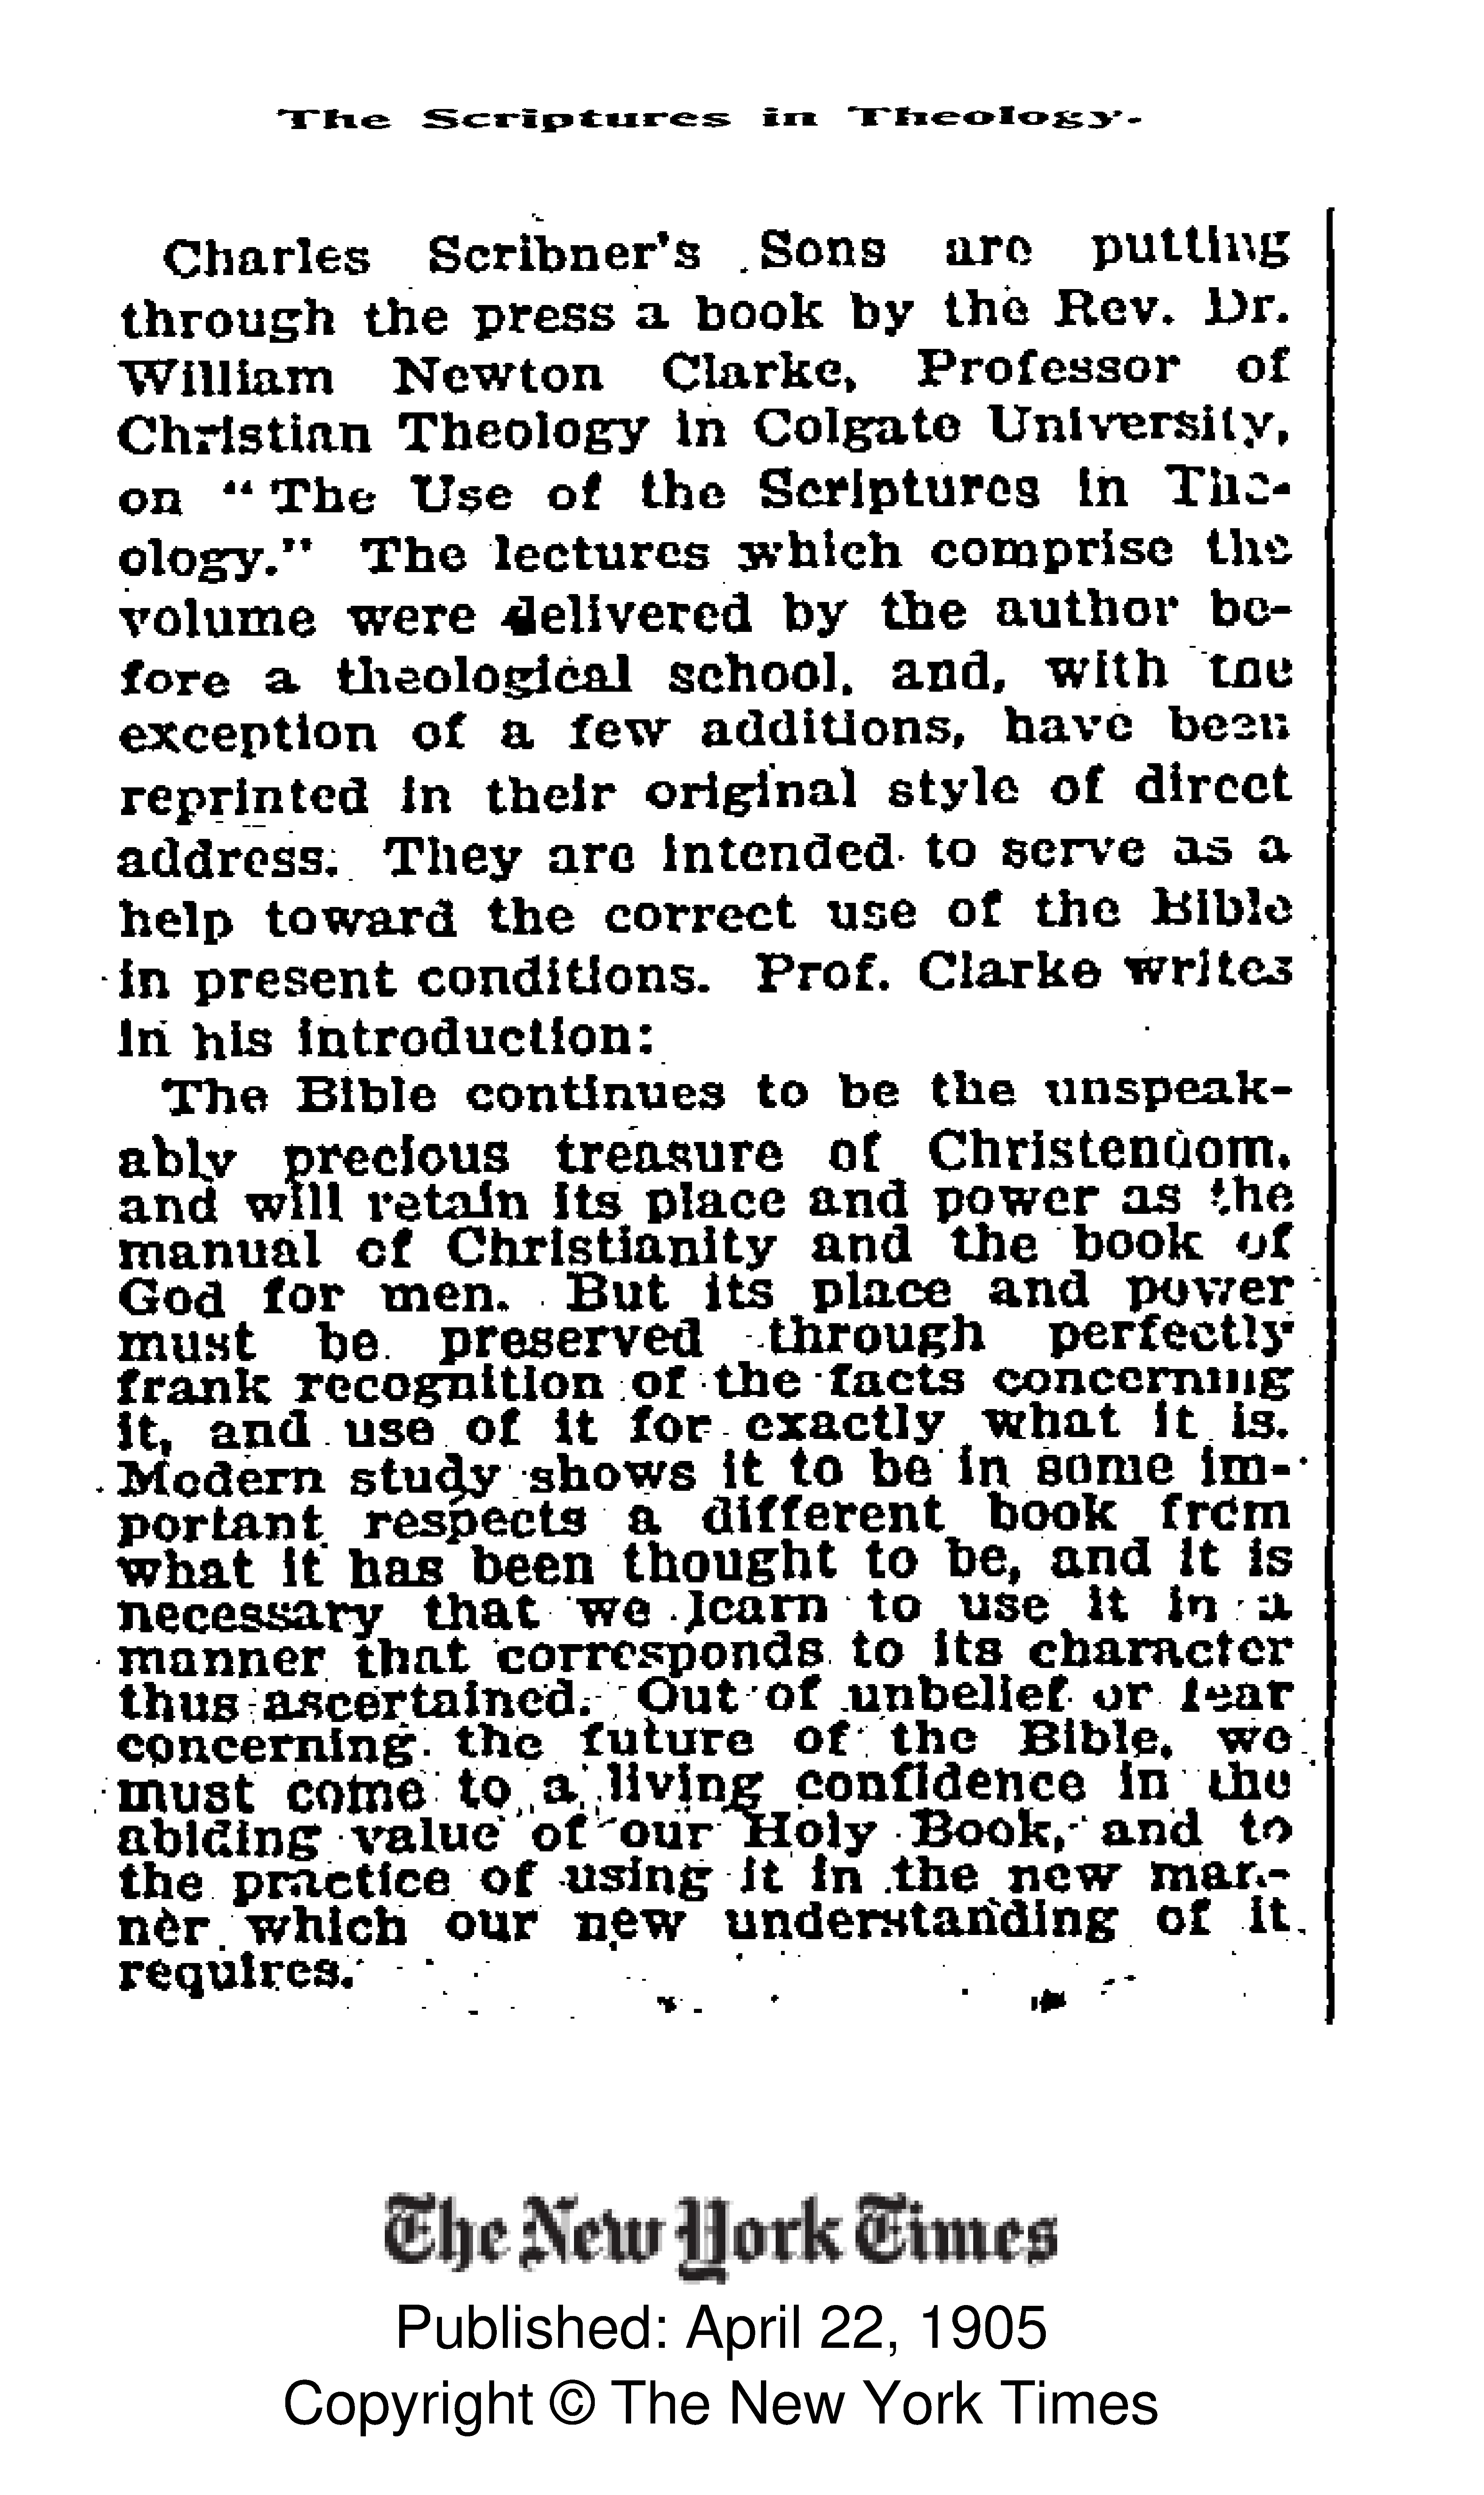 The Scriptures in Theology.
Charles Scribner's Sons are putting
through the press a book by the Rev. Dr.
William Newton Clarke, Professor of
Christian Theology in Colgate University,
on "The Use of the Scriptures in The-
ology." The lectures which comprise the
volume were delivered by the author be-
fore a theological school, and, with the
exception of a few additions, have been
reprinted in their original style of direct
address. They are intended to serve as a
help toward the correct use of the Bible
in present conditions. Prof. Clarke writes
in his introduction:
The Bible continues to be the unspeak-
ably precious treasure of Christendom,
and will retain its place and power as the
manual of Christianity and the book of
God for men. But its place and power
must be preserved through perfectly
frank recognition of the facts concerning
it, and use of it for exactly what it is.
Modern study shows it to be in some im-
portant respects a different book from
what it has been thought to be, and it is
necessary that we learn to use it in a
manner that corresponds to its character
thus ascertained. Out of unbelief or fear
concerning the future of the Bible, we
must come to a living confidence in the
abiding value of our Holy Book, and to
the practice of using it in the new man-
ner which our new understanding of it
requires.
The New York Times
Published: April 22, 1905
Copyright © The New York Times